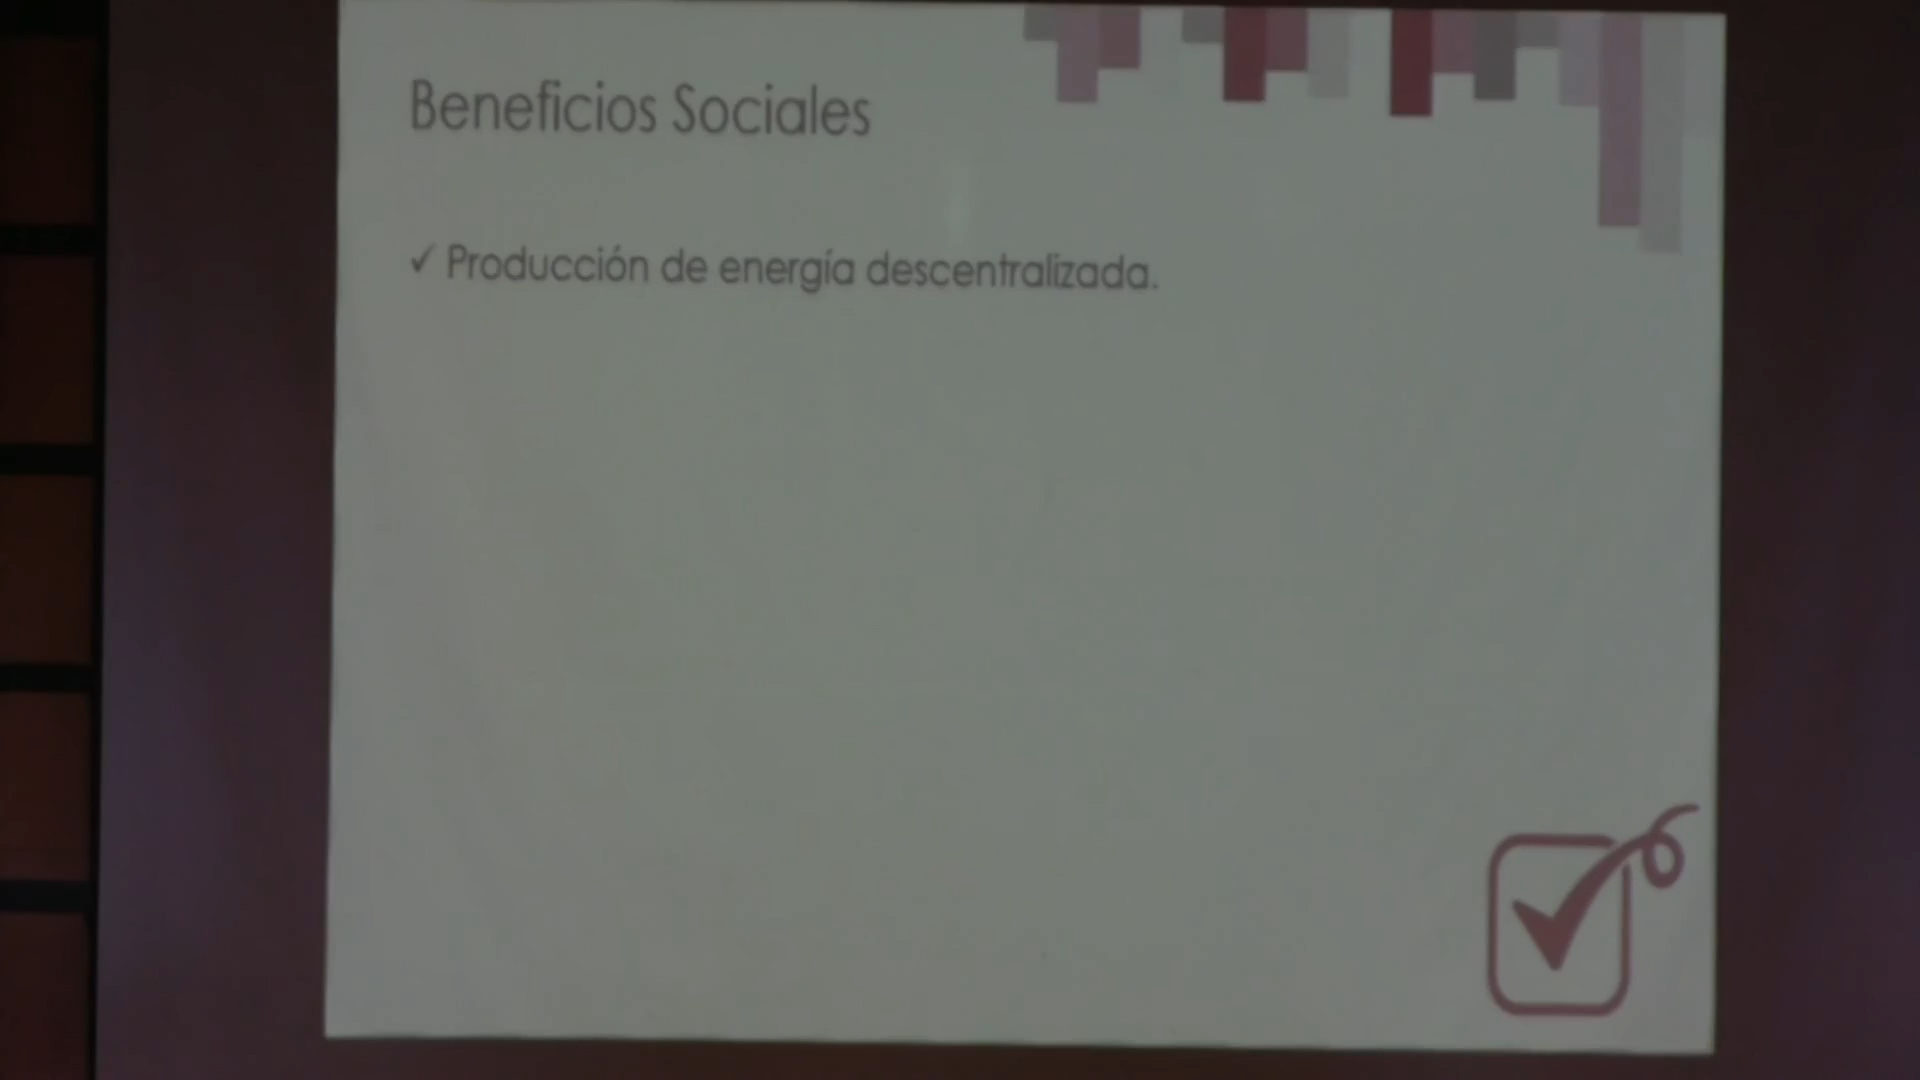 Beneficios Sociales
✓ Producción de energía descentralizada.